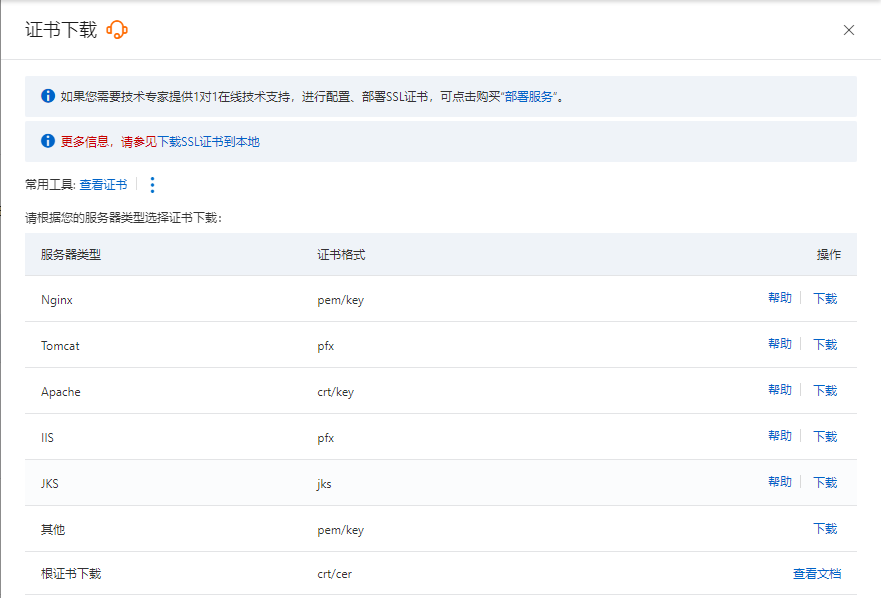 证书下载
如果您需要技术专家提供1对1在线技术支持，进行配置、部署SSL证书，可点击购买“部署服务”。
更多信息，请参见下载SSL证书到本地
常用工具: 查看证书
请根据您的服务器类型选择证书下载：
服务器类型 证书格式 操作
Nginx pem/key 帮助 下载
Tomcat pfx 帮助 下载
Apache crt/key 帮助 下载
IIS pfx 帮助 下载
JKS jks 帮助 下载
其他 pem/key 下载
根证书下载 crt/cer 查看文档